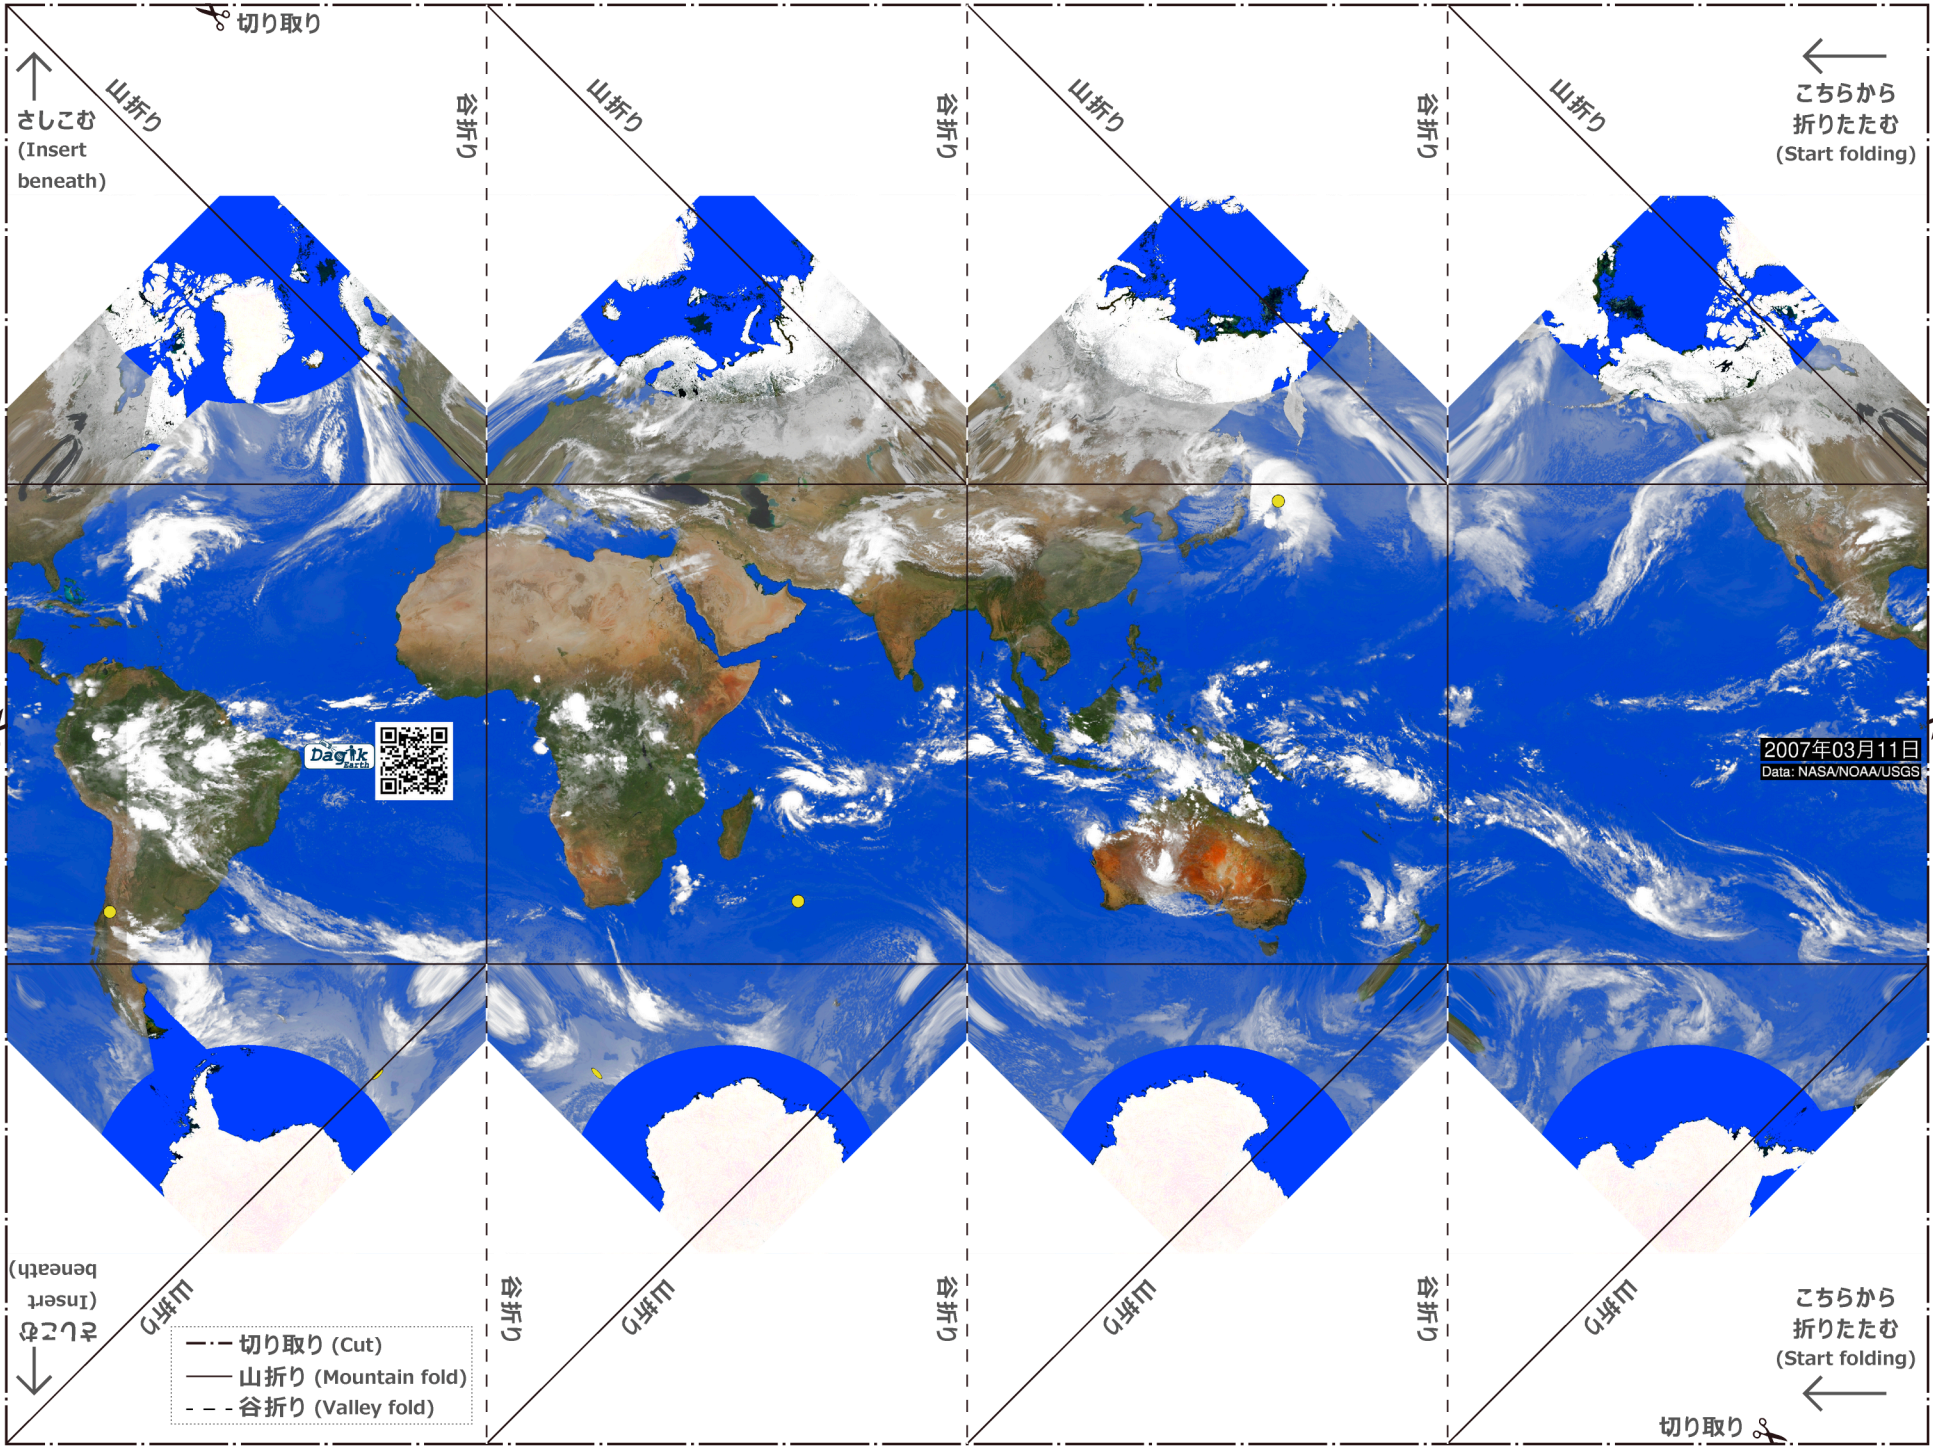 切り取り
山折り
山折り
山折り
山折り
谷折り
谷折り
谷折り
さしこむ
(Insert
beneath)
こちらから
折りたたむ
(Start folding)
Dagik
Earth
2007年03月11日
Data: NASA/NOAA/USGS
さしこむ
(Insert
beneath)
山折り
山折り
山折り
山折り
谷折り
谷折り
谷折り
切り取り (Cut)
山折り (Mountain fold)
谷折り (Valley fold)
こちらから
折りたたむ
(Start folding)
切り取り